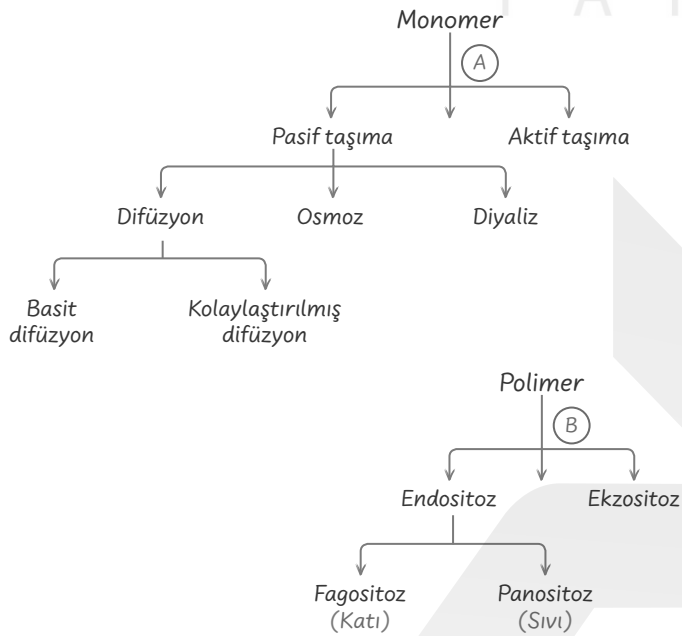 P A
Monomer
A
Pasif taşıma
Aktif taşıma
Difüzyon
Osmoz
Diyaliz
Basit
difüzyon
Kolaylaştırılmış
difüzyon
Polimer
B
Endositoz
Ekzositoz
Fagositoz
(Katı)
Panositoz
(Sıvı)